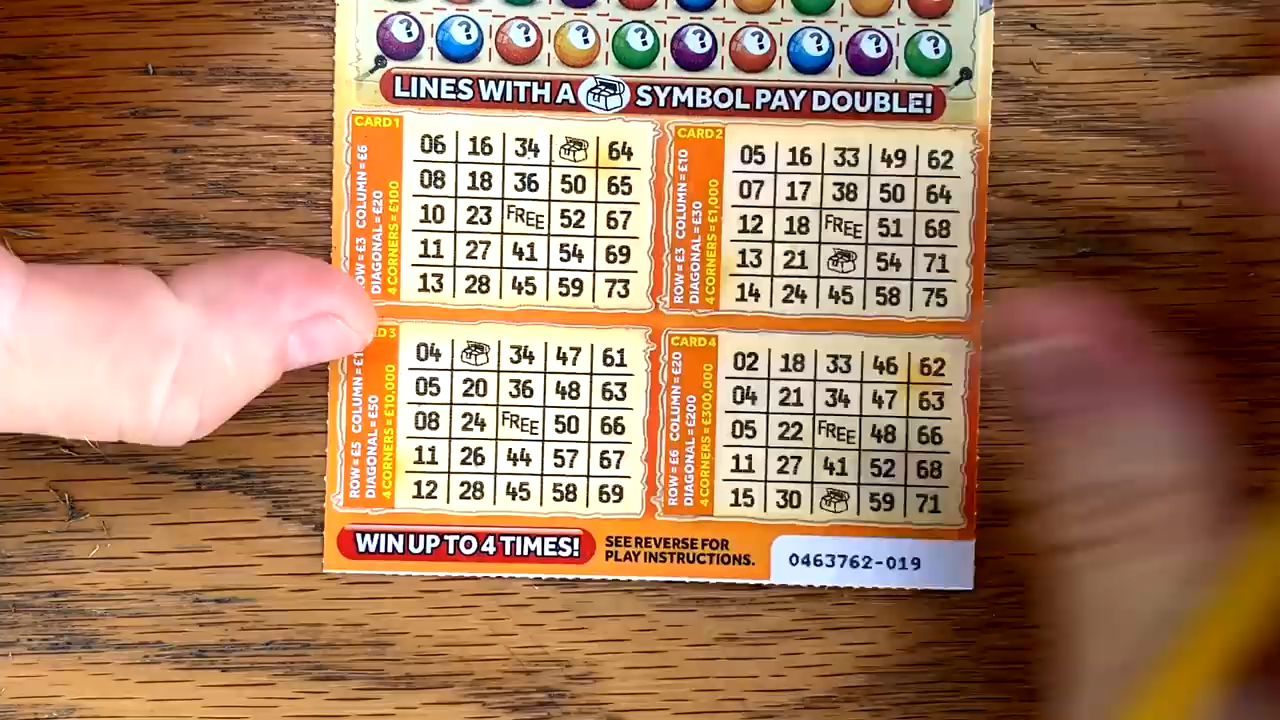 ? ? ? ? ? ? ? ? ? ?
LINES WITH A SYMBOL PAY DOUBLE!
CARD 1
ROW = £3 COLUMN = £6
DIAGONAL = £20
4 CORNERS = £100
06 16 34 64
08 18 36 50 65
10 23 FREE 52 67
11 27 41 54 69
13 28 45 59 73
CARD 2
ROW = £3 COLUMN = £10
DIAGONAL = £30
4 CORNERS = £1,000
05 16 33 49 62
07 17 38 50 64
12 18 FREE 51 68
13 21 54 71
14 24 45 58 75
D 3
ROW = £5 COLUMN = £1
DIAGONAL = £50
4 CORNERS = £10,000
04 34 47 61
05 20 36 48 63
08 24 FREE 50 66
11 26 44 57 67
12 28 45 58 69
CARD 4
ROW = £6 COLUMN = £20
DIAGONAL = £200
4 CORNERS = £300,000
02 18 33 46 62
04 21 34 47 63
05 22 FREE 48 66
11 27 41 52 68
15 30 59 71
WIN UP TO 4 TIMES!
SEE REVERSE FOR
PLAY INSTRUCTIONS.
0463762-019